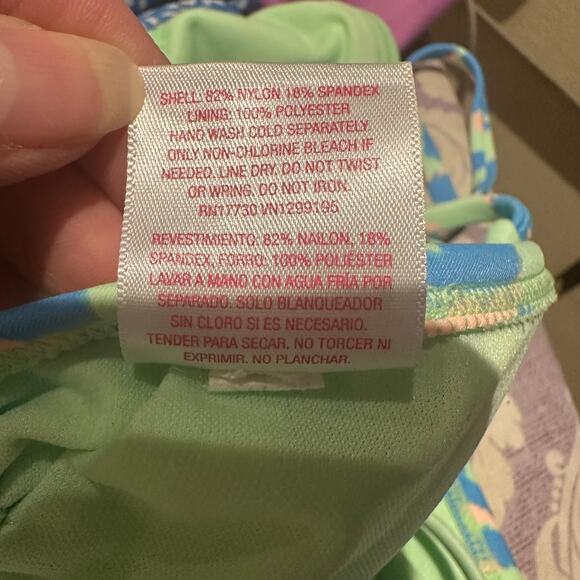 SHELL: 82% NYLON 18% SPANDEX
LINING: 100% POLYESTER
HAND WASH COLD SEPARATELY.
ONLY NON-CHLORINE BLEACH IF
NEEDED. LINE DRY. DO NOT TWIST
OR WRING. DO NOT IRON.
RN17730 VN1299195
REVESTIMIENTO: 82% NAILON, 18%
SPANDEX, FORRO: 100% POLIÉSTER
LAVAR A MANO CON AGUA FRÍA POR
SEPARADO. SOLO BLANQUEADOR
SIN CLORO SI ES NECESARIO.
TENDER PARA SECAR. NO TORCER NI
EXPRIMIR. NO PLANCHAR.